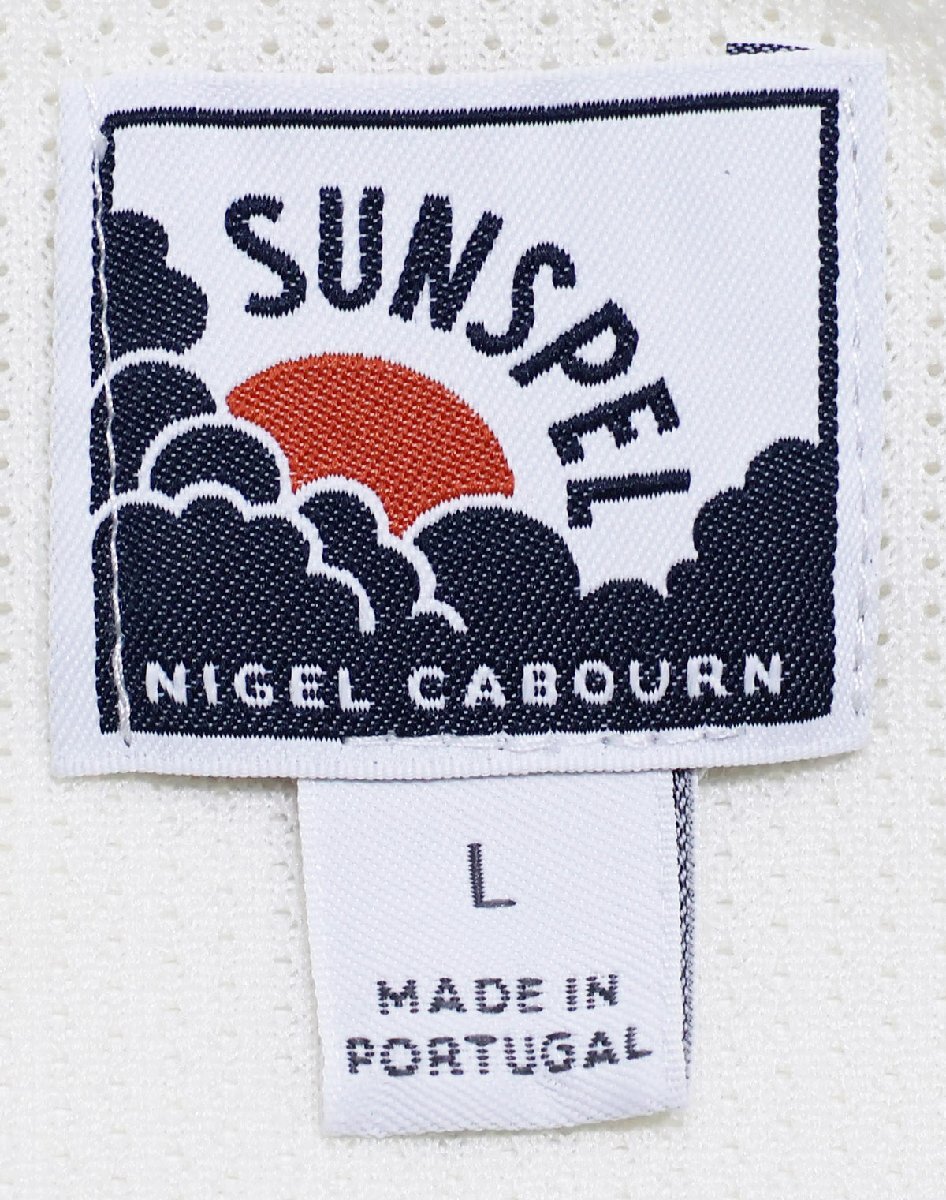 SUNSPEL
NIGEL CABOURN
L
MADE IN
PORTUGAL